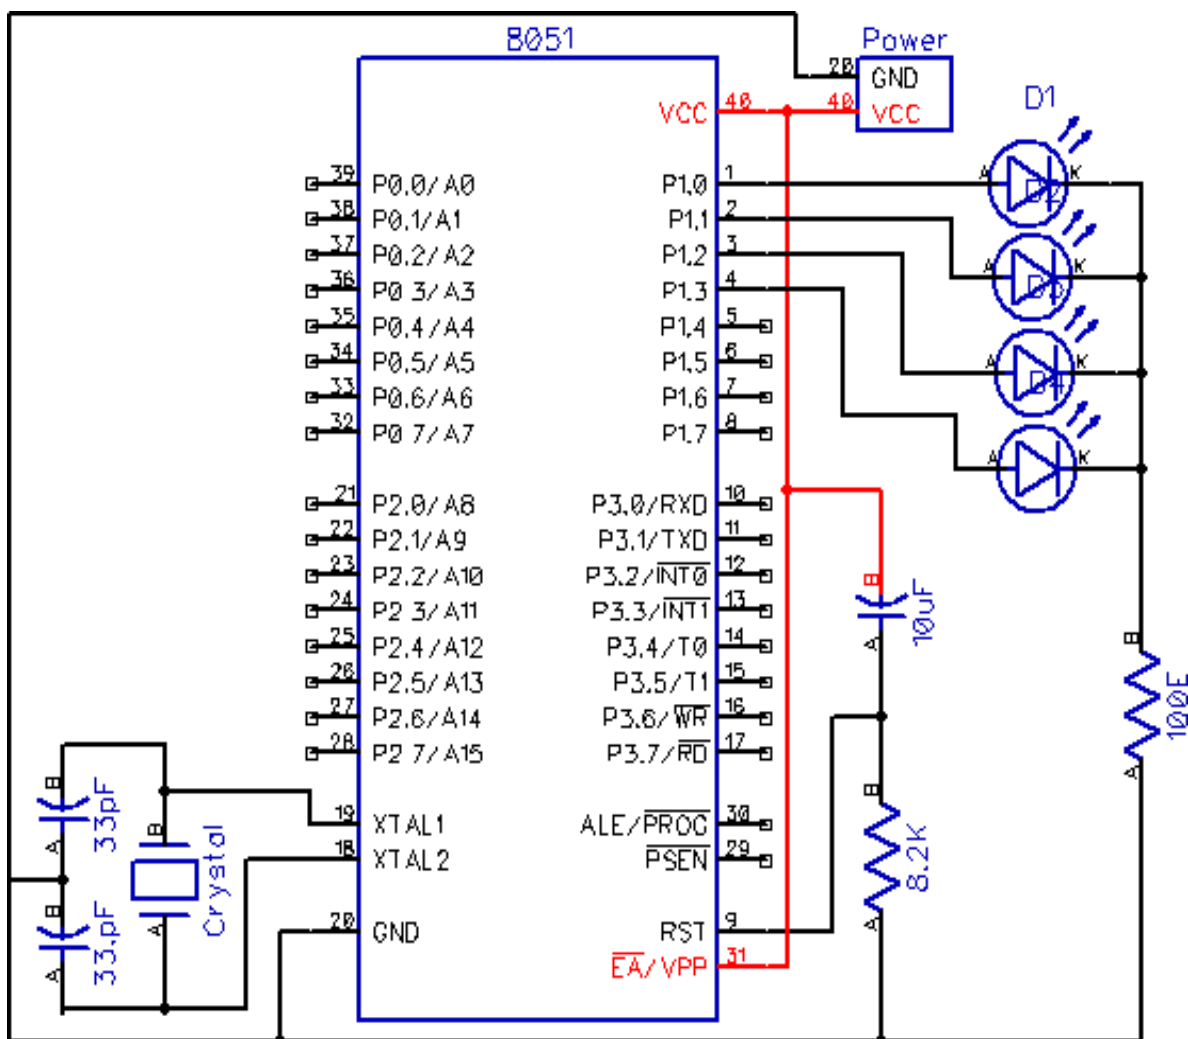 8051
Power
20 GND
40 VCC
VCC 40
D1
39 P0.0/A0
38 P0.1/A1
37 P0.2/A2
36 P0 3/A3
35 P0.4/A4
34 P0.5/A5
33 P0.6/A6
32 P0 7/A7
21 P2.0/A8
22 P2.1/A9
23 P2.2/A10
24 P2 3/A11
25 P2.4/A12
26 P2.5/A13
27 P2.6/A14
28 P2 7/A15
19 XTAL1
18 XTAL2
20 GND
P1.0 1
P1.1 2
P1.2 3
P1.3 4
P1.4 5
P1.5 6
P1.6 7
P1.7 8
P3.0/RXD 10
P3.1/TXD 11
P3.2/INT0 12
P3.3/INT1 13
P3.4/T0 14
P3.5/T1 15
P3.6/WR 16
P3.7/RD 17
ALE/PROG 30
PSEN 29
RST 9
EA/VPP 31
A D2 K
A D3 K
A D4 K
A K
B
10uF
A
B
8.2K
A
B
100E
A
B
33pF
A
B
33.pF
A
B
Crystal
A